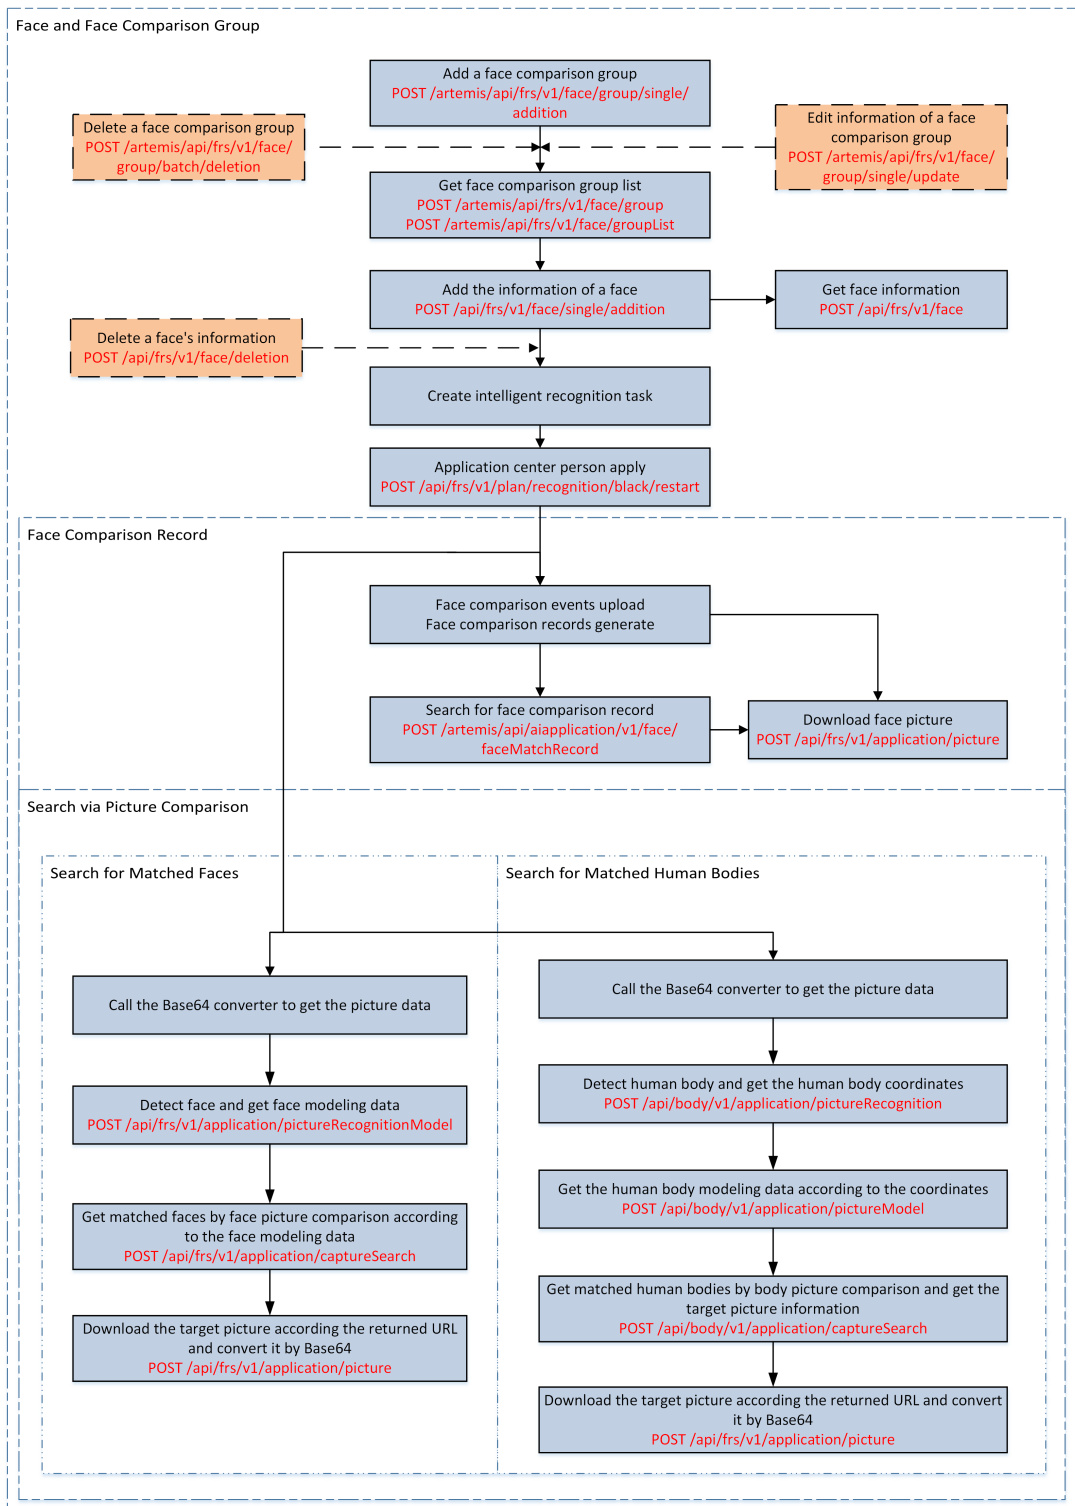 Face and Face Comparison Group
Add a face comparison group
POST /artemis/api/frs/v1/face/group/single/
addition
Delete a face comparison group
POST /artemis/api/frs/v1/face/
group/batch/deletion
Edit information of a face
comparison group
POST /artemis/api/frs/v1/face/
group/single/update
Get face comparison group list
POST /artemis/api/frs/v1/face/group
POST /artemis/api/frs/v1/face/groupList
Add the information of a face
POST /api/frs/v1/face/single/addition
Get face information
POST /api/frs/v1/face
Delete a face's information
POST /api/frs/v1/face/deletion
Create intelligent recognition task
Application center person apply
POST /api/frs/v1/plan/recognition/black/restart
Face Comparison Record
Face comparison events upload
Face comparison records generate
Search for face comparison record
POST /artemis/api/aiapplication/v1/face/
faceMatchRecord
Download face picture
POST /api/frs/v1/application/picture
Search via Picture Comparison
Search for Matched Faces
Call the Base64 converter to get the picture data
Detect face and get face modeling data
POST /api/frs/v1/application/pictureRecognitionModel
Get matched faces by face picture comparison according
to the face modeling data
POST /api/frs/v1/application/captureSearch
Download the target picture according the returned URL
and convert it by Base64
POST /api/frs/v1/application/picture
Search for Matched Human Bodies
Call the Base64 converter to get the picture data
Detect human body and get the human body coordinates
POST /api/body/v1/application/pictureRecognition
Get the human body modeling data according to the coordinates
POST /api/body/v1/application/pictureModel
Get matched human bodies by body picture comparison and get the
target picture information
POST /api/body/v1/application/captureSearch
Download the target picture according the returned URL and convert
it by Base64
POST /api/frs/v1/application/picture